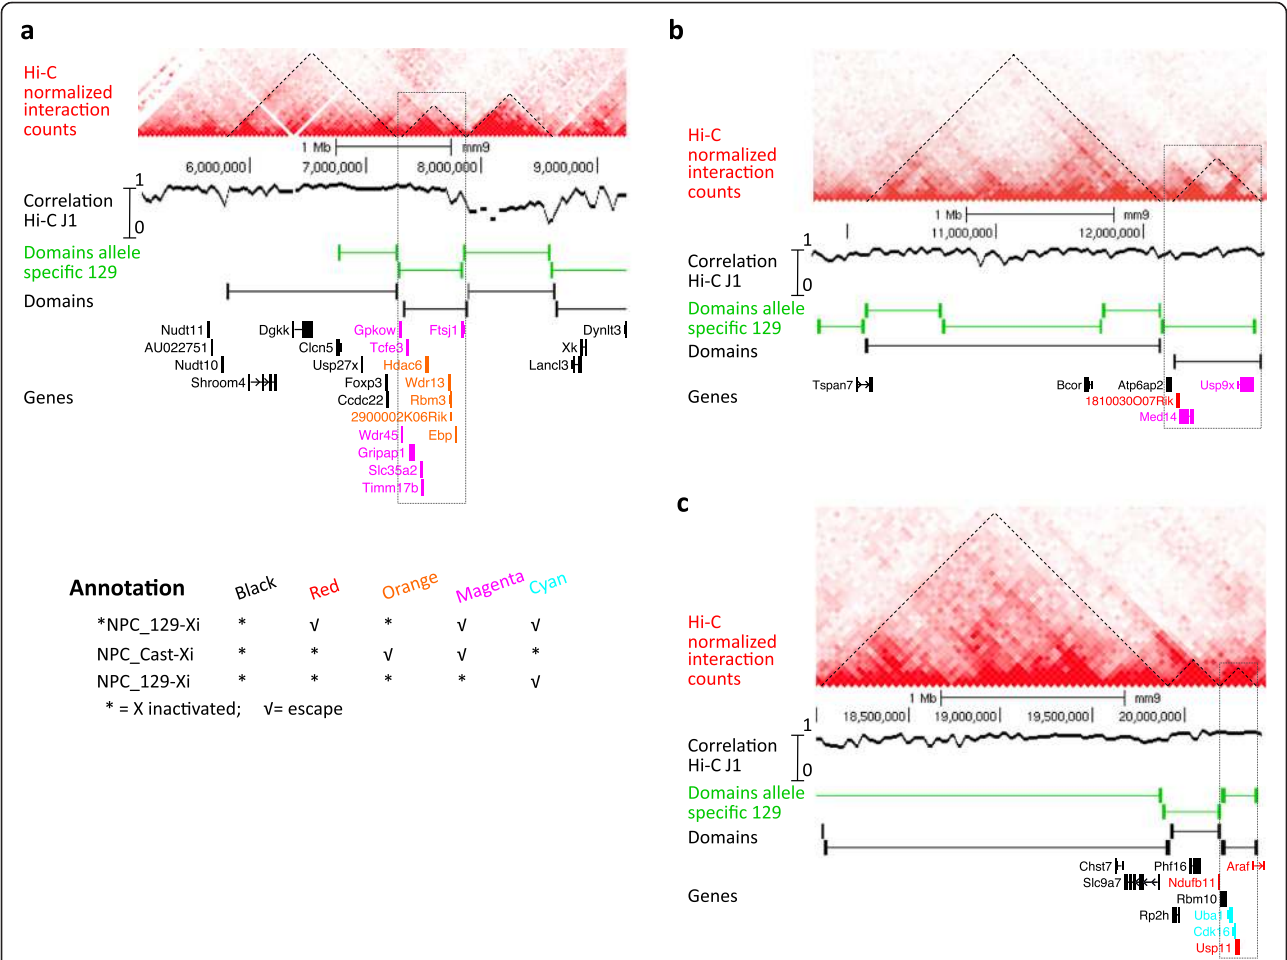 a
Hi-C
normalized
interaction
counts
1 Mb mm9
6,000,000 7,000,000 8,000,000 9,000,000
Correlation
Hi-C J1
1
0
Domains allele
specific 129
Domains
Genes
Nudt11 Dgkk Gpkow Ftsj1 Dynlt3
AU022751 Clcn5 Tcfe3 Xk
Nudt10 Usp27x Hdac6 Lancl3
Shroom4 Foxp3 Wdr13
Ccdc22 Rbm3
2900002K06Rik
Wdr45 Ebp
Gripap1
Slc35a2
Timm17b
Annotation Black Red Orange Magenta Cyan
*NPC_129-Xi * √ * √ √
NPC_Cast-Xi * * √ √ *
NPC_129-Xi * * * * √
* = X inactivated; √= escape
b
Hi-C
normalized
interaction
counts
1 Mb mm9
11,000,000 12,000,000
Correlation
Hi-C J1
1
0
Domains allele
specific 129
Domains
Genes
Tspan7 Bcor Atp6ap2 Usp9x
1810030O07Rik
Med14
c
Hi-C
normalized
interaction
counts
1 Mb mm9
18,500,000 19,000,000 19,500,000 20,000,000
Correlation
Hi-C J1
1
0
Domains allele
specific 129
Domains
Genes
Chst7 Phf16 Araf
Slc9a7 Ndufb11
Rbm10
Rp2h Uba1
Cdk16
Usp11